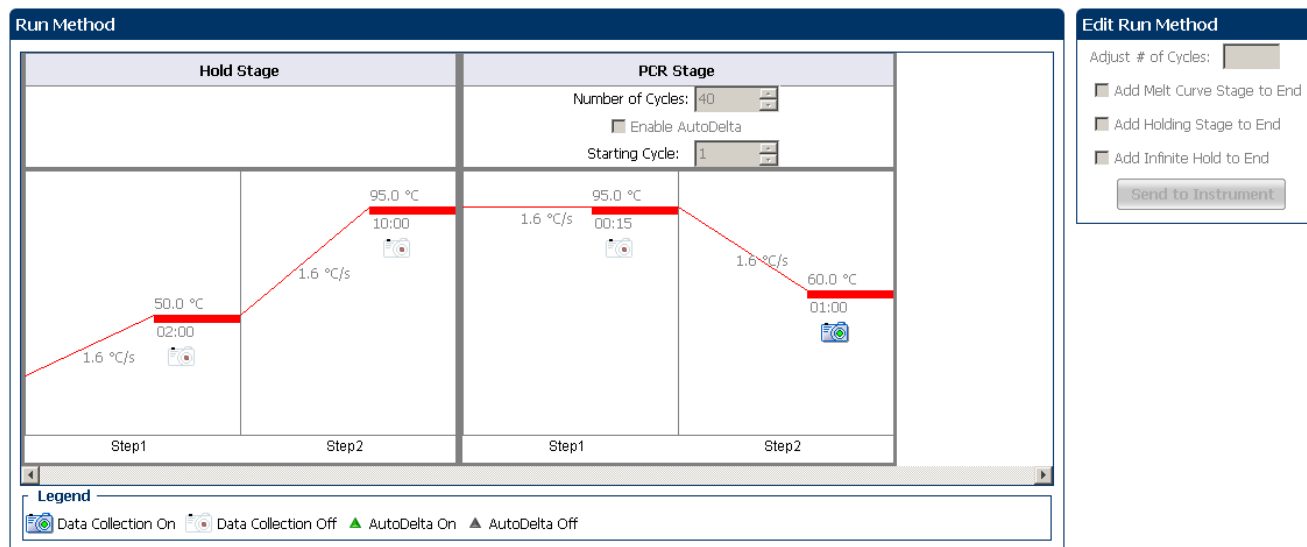 Run Method
Hold Stage
PCR Stage
Number of Cycles: 40
Enable AutoDelta
Starting Cycle: 1
1.6 °C/s
50.0 °C
02:00
Step1
1.6 °C/s
95.0 °C
10:00
Step2
1.6 °C/s
95.0 °C
00:15
Step1
1.6 °C/s
60.0 °C
01:00
Step2
Legend
Data Collection On Data Collection Off AutoDelta On AutoDelta Off
Edit Run Method
Adjust # of Cycles:
Add Melt Curve Stage to End
Add Holding Stage to End
Add Infinite Hold to End
Send to Instrument